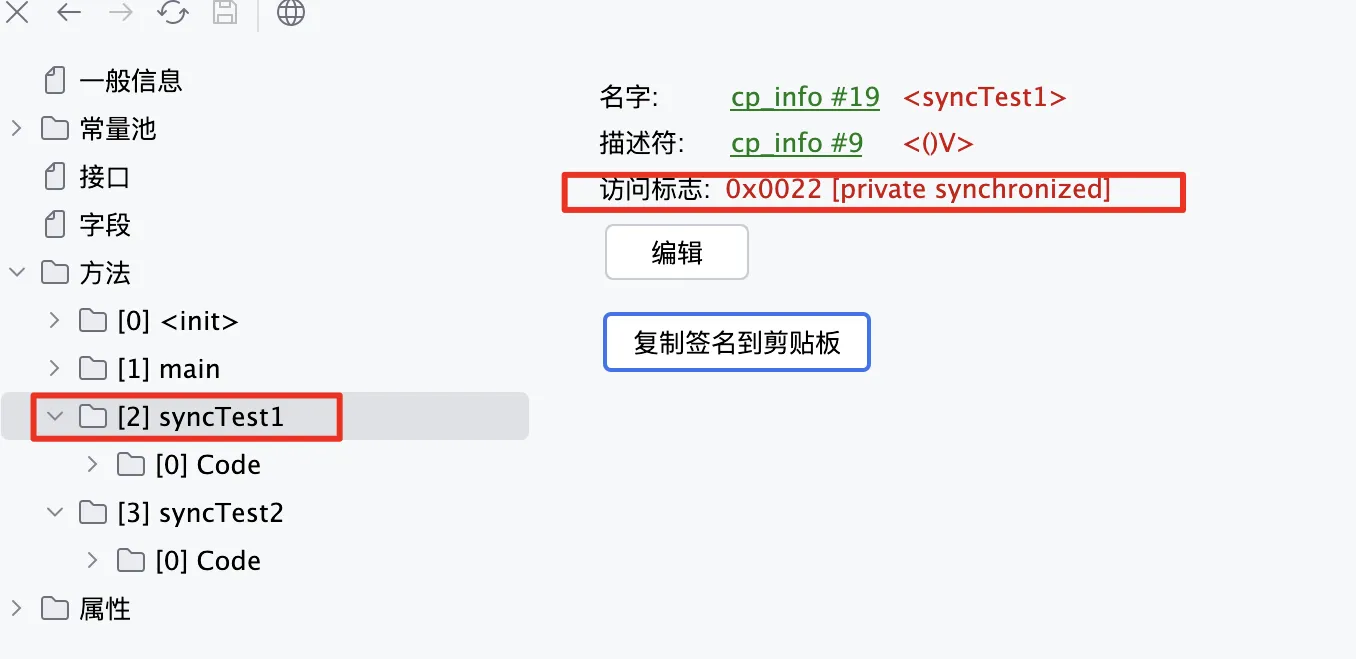 一般信息
常量池
接口
字段
方法
[0] <init>
[1] main
[2] syncTest1
[0] Code
[3] syncTest2
[0] Code
属性
名字: cp_info #19 <syncTest1>
描述符: cp_info #9 <()V>
访问标志: 0x0022 [private synchronized]
编辑
复制签名到剪贴板